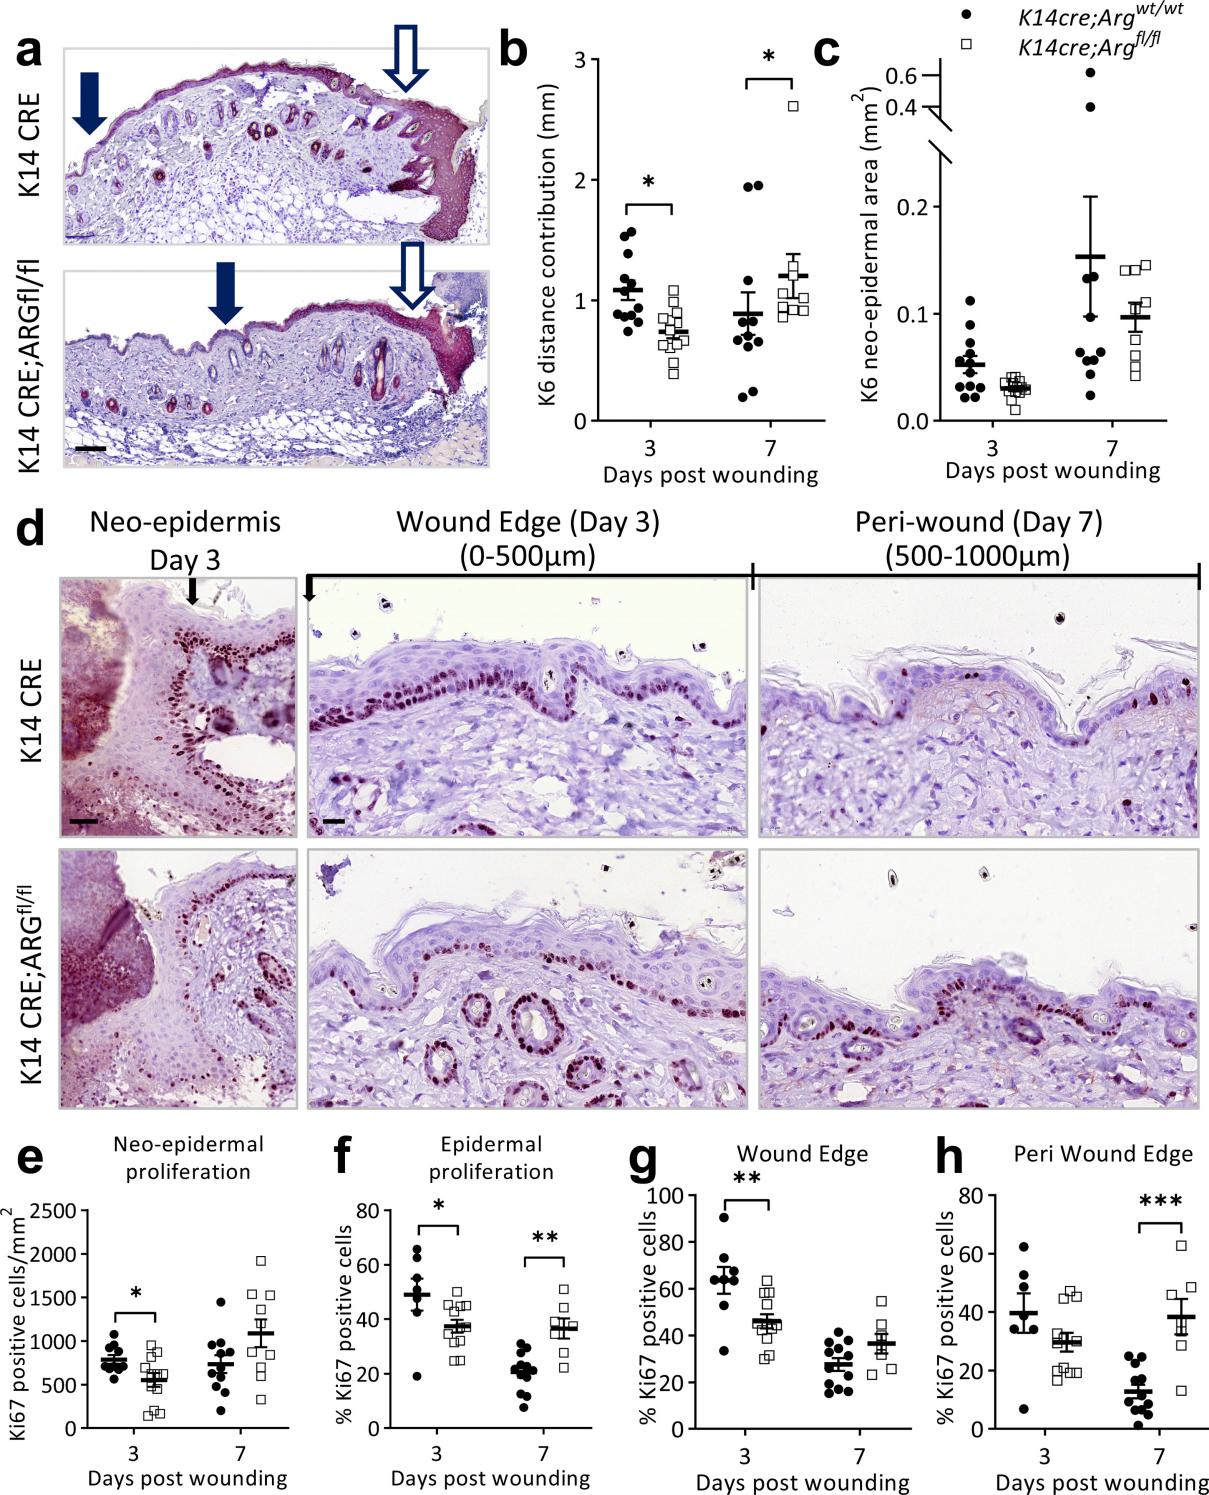 K14cre;Arg^wt/wt
K14cre;Arg^fl/fl
a
K14 CRE
K14 CRE;ARGfl/fl
b
K6 distance contribution (mm)
3
2
1
0
*
*
3
7
Days post wounding
c
K6 neo-epidermal area (mm²)
0.6
0.4
0.2
0.1
0.0
3
7
Days post wounding
d
Neo-epidermis
Day 3
Wound Edge (Day 3)
(0-500µm)
Peri-wound (Day 7)
(500-1000µm)
K14 CRE
K14 CRE;ARG^fl/fl
e
Neo-epidermal
proliferation
Ki67 positive cells/mm²
2500
2000
1500
1000
500
0
*
3
7
Days post wounding
f
Epidermal
proliferation
% Ki67 positive cells
80
60
40
20
0
*
**
3
7
Days post wounding
g
Wound Edge
% Ki67 positive cells
100
80
60
40
20
0
**
3
7
Days post wounding
h
Peri Wound Edge
% Ki67 positive cells
80
60
40
20
0
***
3
7
Days post wounding